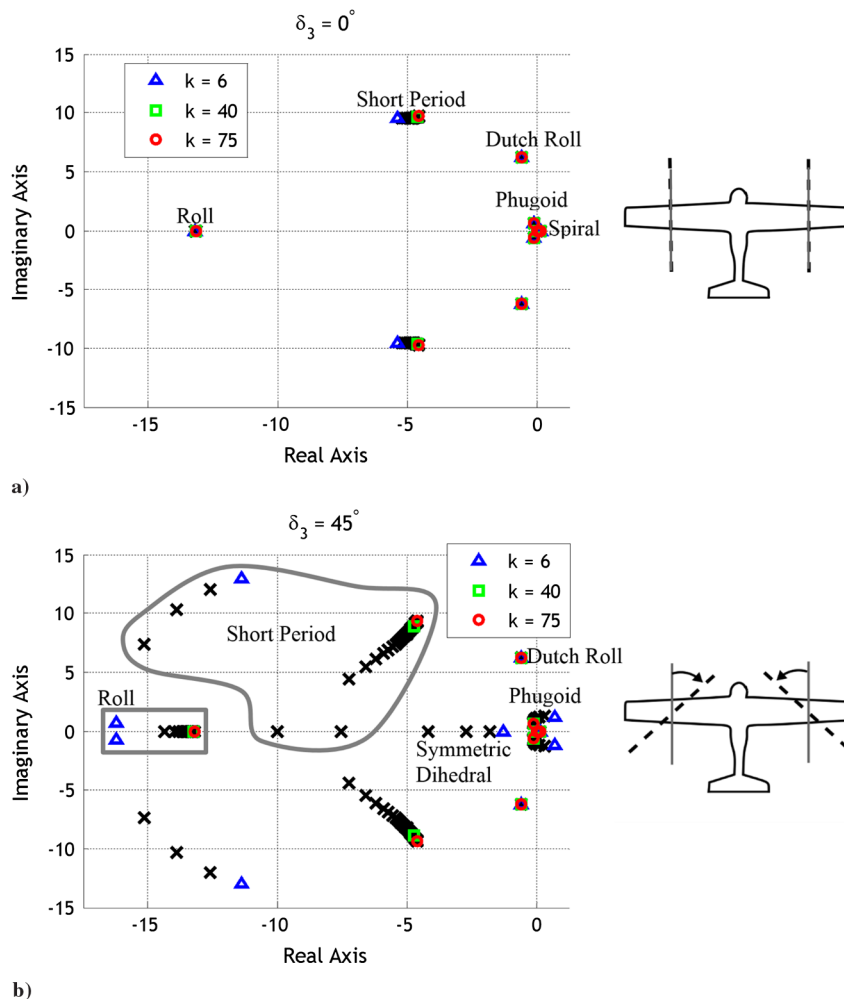 δ3 = 0°
15
10
5
0
-5
-10
-15
-15
-10
-5
0
Imaginary Axis
Real Axis
k = 6
k = 40
k = 75
Short Period
Dutch Roll
Phugoid
Spiral
Roll
a)
δ3 = 45°
15
10
5
0
-5
-10
-15
-15
-10
-5
0
Imaginary Axis
Real Axis
k = 6
k = 40
k = 75
Short Period
Dutch Roll
Phugoid
Roll
Symmetric
Dihedral
b)